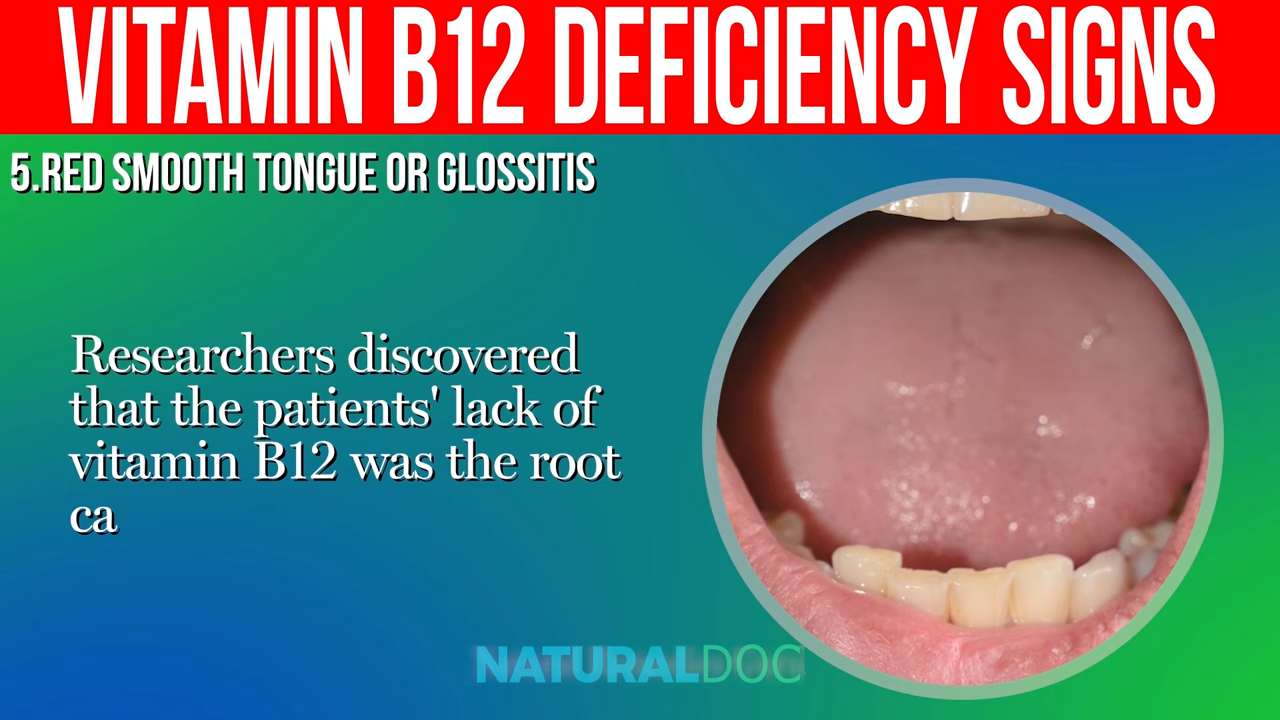 VITAMIN B12 DEFICIENCY SIGNS
5.RED SMOOTH TONGUE OR GLOSSITIS
Researchers discovered
that the patients' lack of
vitamin B12 was the root
ca
NATURALDOC